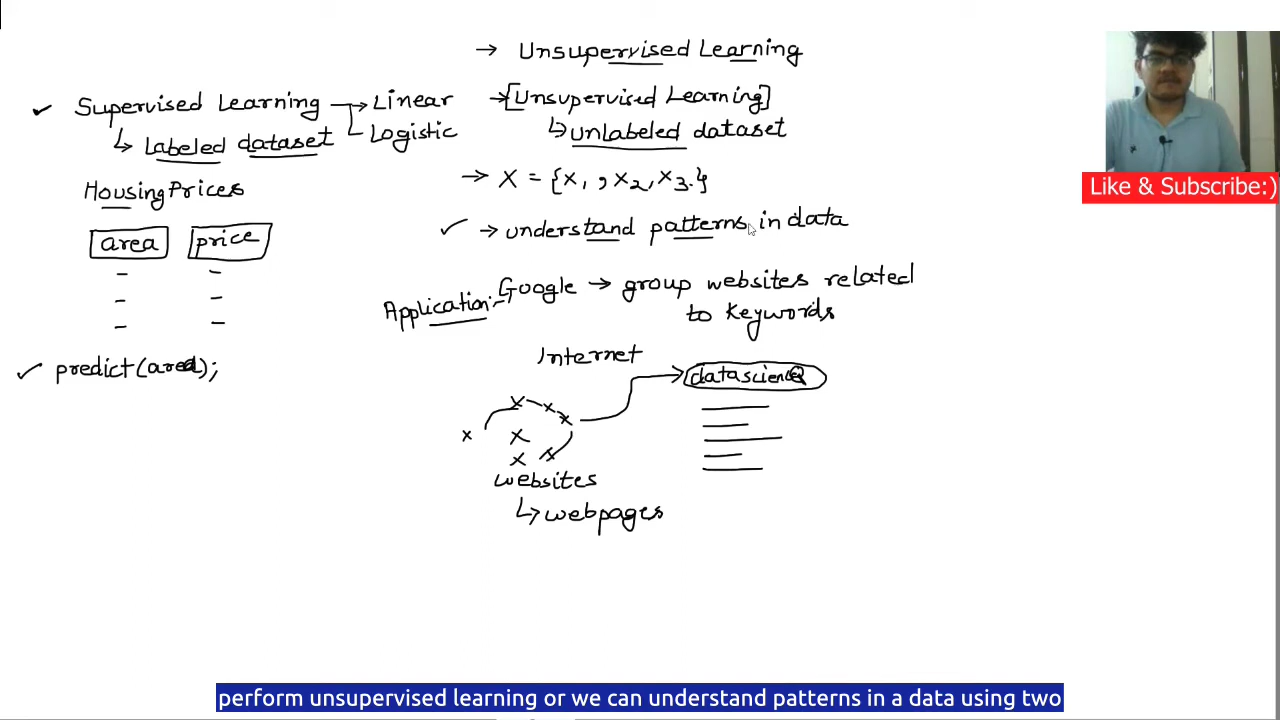 → Unsupervised Learning
✓ Supervised Learning → Linear
Logistic
↳ Labeled dataset
Housing Prices
area price
- -
- -
- -
✓ predict(area);
→ [Unsupervised Learning]
↳ unlabeled dataset
→ X = {x1, x2, x3.}
✓ → understand patterns in data
Application:- Google → group websites related
to keywords
Internet
datascience
x x x x x x x
websites
↳ webpages
Like & Subscribe:)
perform unsupervised learning or we can understand patterns in a data using two